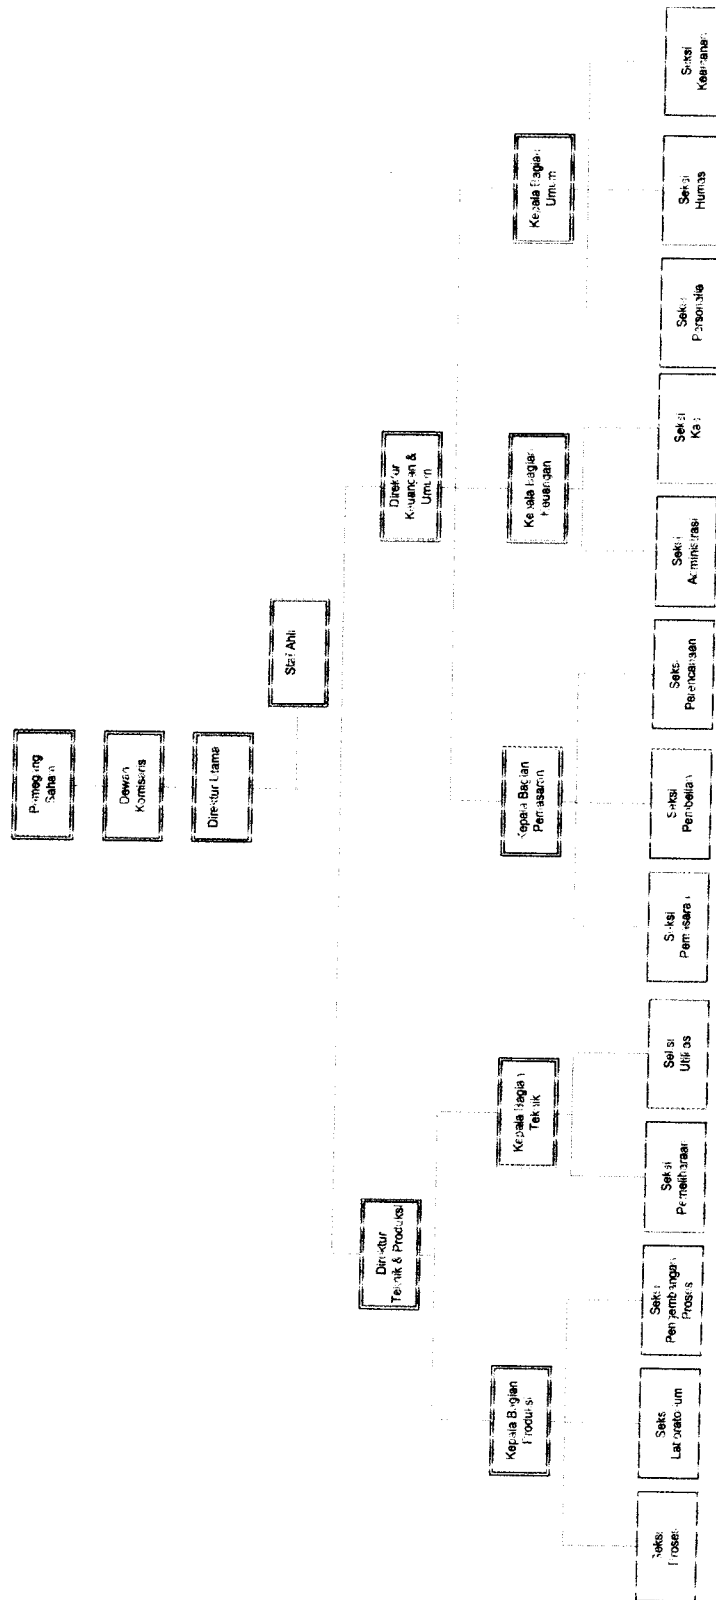 Pemegang
Saham
Dewan
Komisaris
Direktur Utama
Staf Ahli
Direktur
Teknik & Produksi
Direktur
Keuangan &
Umum
Kepala Bagian
Produksi
Kepala Bagian
Teknik
Kepala Bagian
Pemasaran
Kepala Bagian
Keuangan
Kepala Bagian
Umum
Seksi
Proses
Seksi
Laboratorium
Seksi
Pengembangan
Proses
Seksi
Pemeliharaan
Seksi
Utilitas
Seksi
Pemasaran
Seksi
Pembelian
Seksi
Perencanaan
Seksi
Administrasi
Seksi
Kas
Seksi
Personalia
Seksi
Humas
Seksi
Keamanan